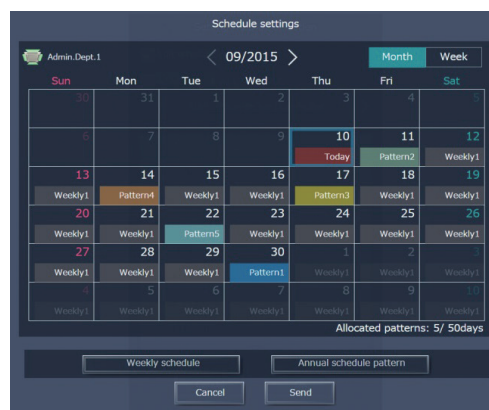 Schedule settings
Admin.Dept.1 < 09/2015 > Month Week
Sun Mon Tue Wed Thu Fri Sat
30 31 1 2 3 4 5
6 7 8 9 10 11 12
Today Pattern2 Weekly1
13 14 15 16 17 18 19
Weekly1 Pattern4 Weekly1 Weekly1 Pattern3 Weekly1 Weekly1
20 21 22 23 24 25 26
Weekly1 Weekly1 Pattern5 Weekly1 Weekly1 Weekly1 Weekly1
27 28 29 30 1 2 3
Weekly1 Weekly1 Weekly1 Pattern1 Weekly1 Weekly1 Weekly1
4 5 6 7 8 9 10
Weekly1 Weekly1 Weekly1 Weekly1 Weekly1 Weekly1 Weekly1
Allocated patterns: 5/ 50days
Weekly schedule Annual schedule pattern
Cancel Send